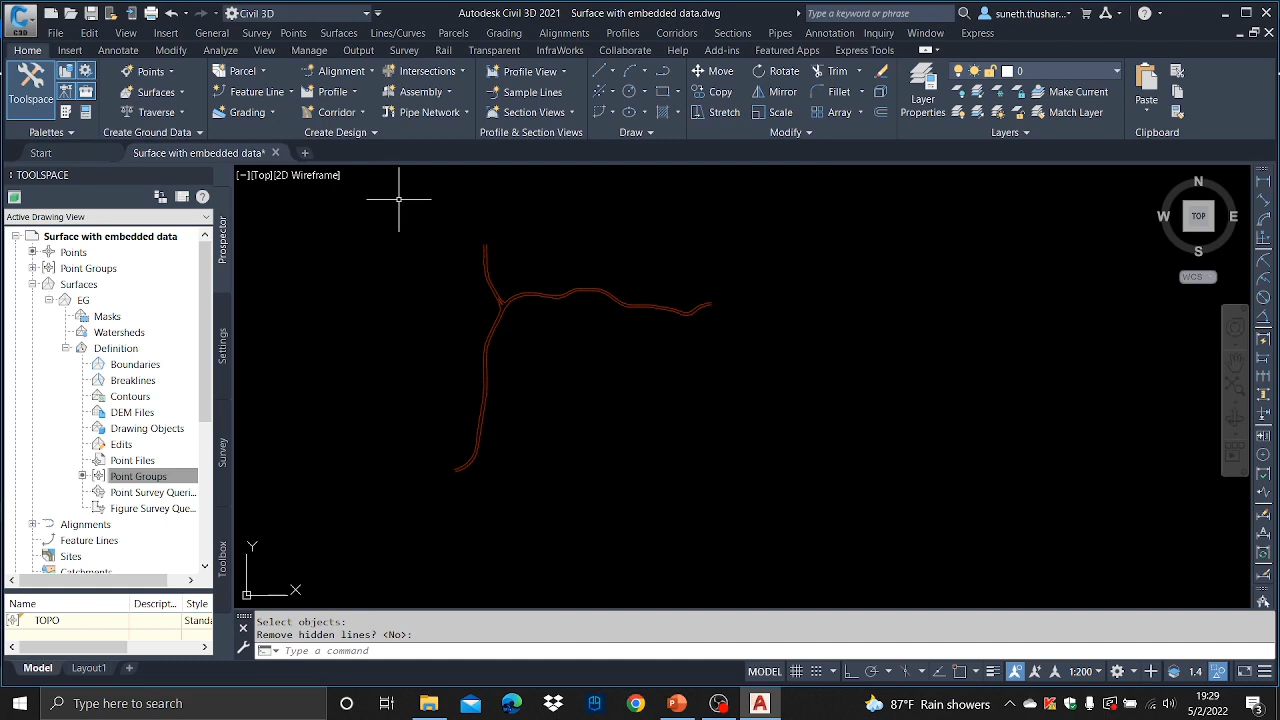 Civil 3D
Autodesk Civil 3D 2021
Surface with embedded data...
Type a keyword or phrase
suneth.thushar...
File Edit View Insert General Survey Points Surfaces Lines/Curves Parcels Grading Alignments Profiles Corridors Sections Pipes Annotation Inquiry Window Express
Home Insert Annotate Modify Analyze View Manage Output Survey Rail Transparent InfraWorks Collaborate Help Add-ins Featured Apps Express Tools
Toolspace
Points
Surfaces
Traverse
Parcel
Feature Line
Grading
Alignment
Profile
Corridor
Intersections
Assembly
Pipe Network
Profile View
Sample Lines
Section Views
Move Rotate Trim
Copy Mirror Fillet
Stretch Scale Array
Layer
Properties
0
Make Current
Match Layer
Paste
Palettes Create Ground Data Create Design Profile & Section Views Draw Modify Layers Clipboard
Start
Surface with embedded data*
TOOLSPACE
Active Drawing View
Surface with embedded data
Points
Point Groups
Surfaces
EG
Masks
Watersheds
Definition
Boundaries
Breaklines
Contours
DEM Files
Drawing Objects
Edits
Point Files
Point Groups
Point Survey Queri...
Figure Survey Que...
Alignments
Feature Lines
Sites
Catchments
Name Descript... Style
TOPO Standa
Prospector
Settings
Survey
Toolbox
[−][Top][2D Wireframe]
N
W TOP E
S
WCS
Y
X
Select objects:
Remove hidden lines? <No>:
Type a command
Model Layout1
MODEL
1:200
1:4
Type here to search
87°F Rain showers
19:29
5/2/2022